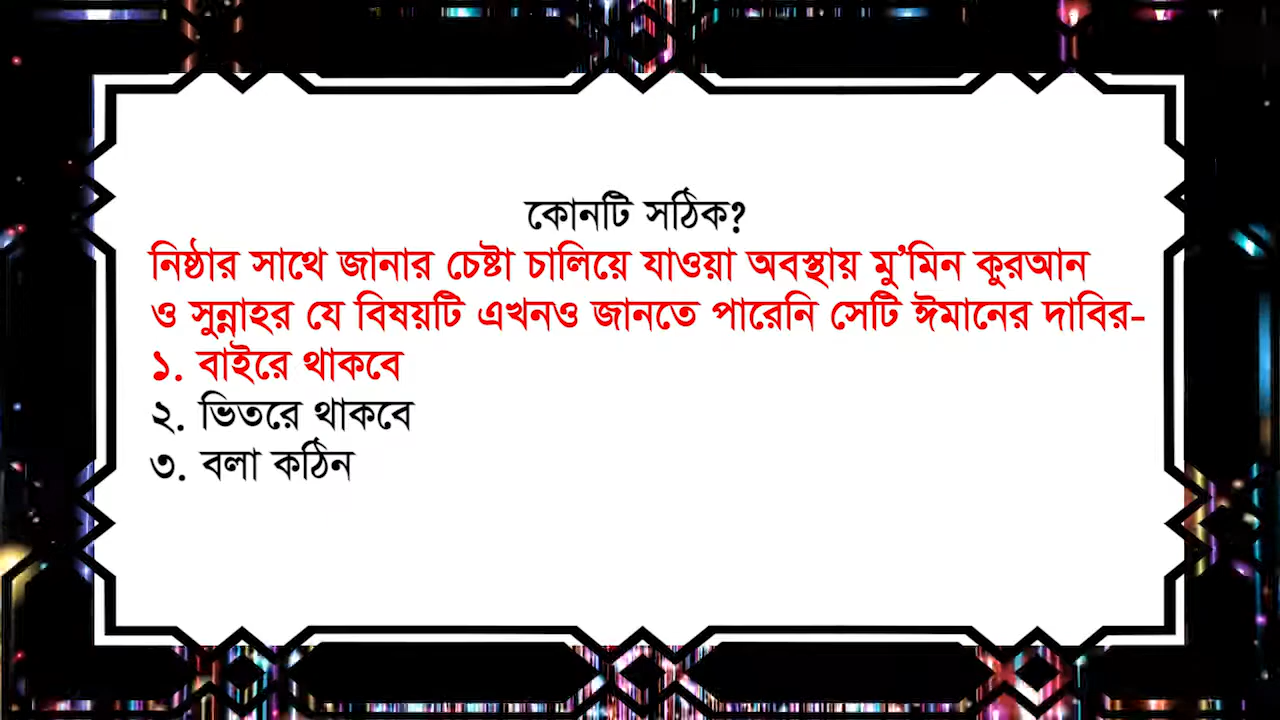 কোনটি সঠিক?
নিষ্ঠার সাথে জানার চেষ্টা চালিয়ে যাওয়া অবস্থায় মু’মিন কুরআন
ও সুন্নাহর যে বিষয়টি এখনও জানতে পারেনি সেটি ঈমানের দাবির-
১. বাইরে থাকবে
২. ভিতরে থাকবে
৩. বলা কঠিন